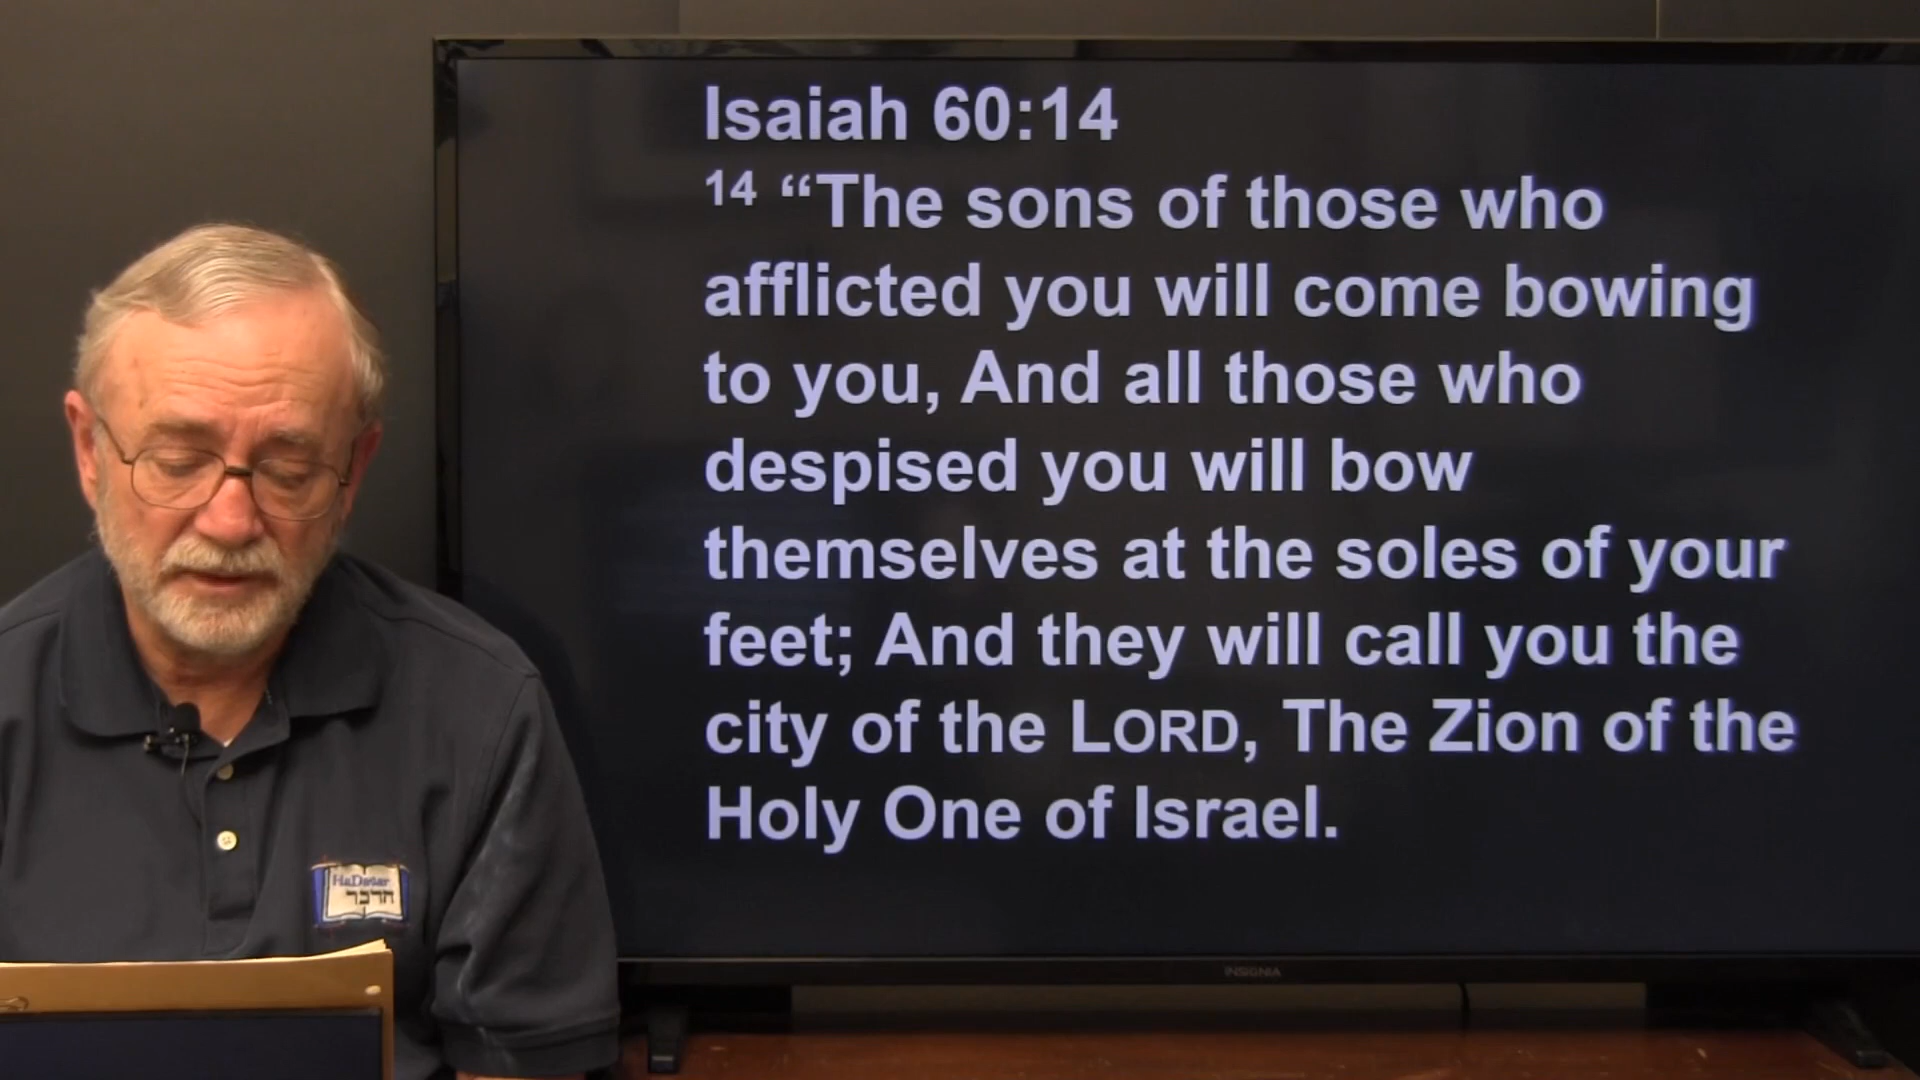 Isaiah 60:14
14 “The sons of those who
afflicted you will come bowing
to you, And all those who
despised you will bow
themselves at the soles of your
feet; And they will call you the
city of the LORD, The Zion of the
Holy One of Israel.
HaDavar
הדבר
INSIGNIA